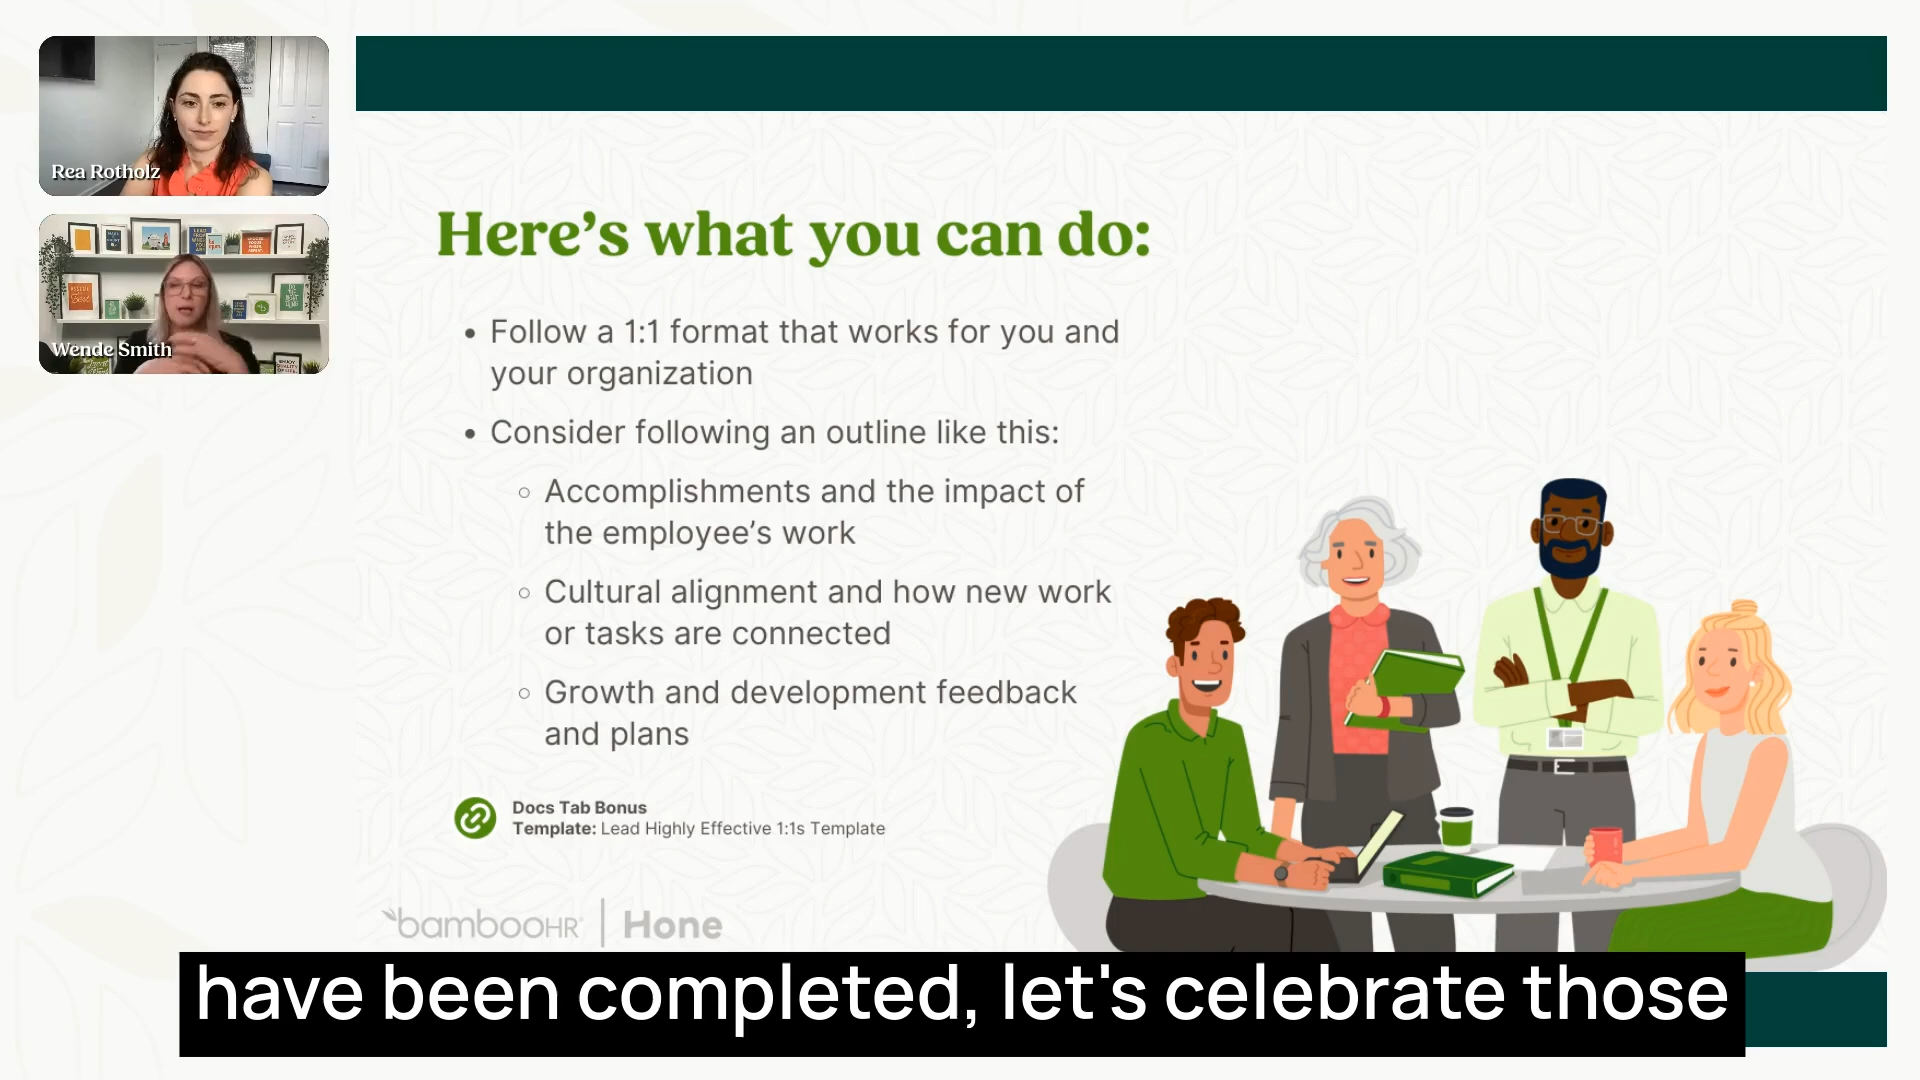 Rea Rotholz
Wende Smith
Here’s what you can do:
• Follow a 1:1 format that works for you and
your organization
• Consider following an outline like this:
◦ Accomplishments and the impact of
the employee’s work
◦ Cultural alignment and how new work
or tasks are connected
◦ Growth and development feedback
and plans
Docs Tab Bonus
Template: Lead Highly Effective 1:1s Template
bambooHR | Hone
have been completed, let's celebrate those